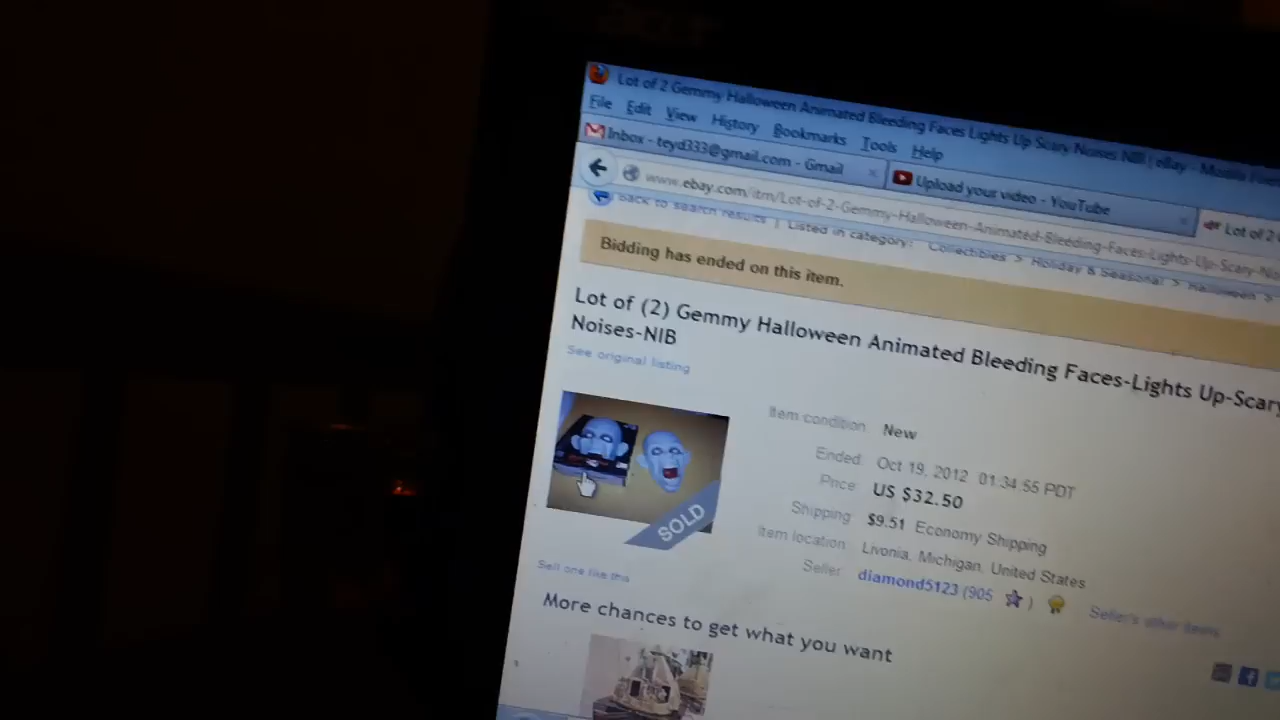 Lot of 2 Gemmy Halloween Animated Bleeding Faces Lights Up Scary Noises NIB | eBay - Mozilla
File Edit View History Bookmarks Tools Help
Inbox - teyd333@gmail.com - Gmail
Upload your video - YouTube
Lot of 2
www.ebay.com/itm/Lot-of-2-Gemmy-Halloween-Animated-Bleeding-Faces-Lights-Up-Scary-
Back to search results | Listed in category: Collectibles > Holiday & Seasonal > Halloween >
Bidding has ended on this item.
Lot of (2) Gemmy Halloween Animated Bleeding Faces-Lights Up-Scary
Noises-NIB
See original listing
SOLD
Item condition: New
Ended: Oct 19, 2012 01:34:55 PDT
Price: US $32.50
Shipping: $9.51 Economy Shipping
Item location: Livonia, Michigan, United States
Seller: diamond5123 (905 )
Seller's other items
Sell one like this
More chances to get what you want